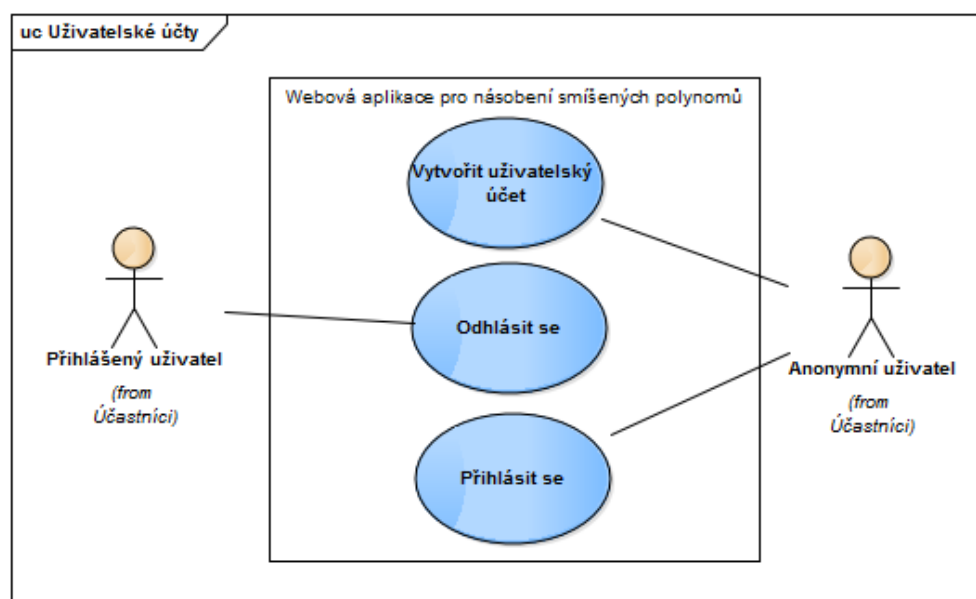 uc Uživatelské účty
Webová aplikace pro násobení smíšených polynomů
Vytvořit uživatelský
účet
Odhlásit se
Přihlásit se
Přihlášený uživatel
(from
Účastníci)
Anonymní uživatel
(from
Účastníci)